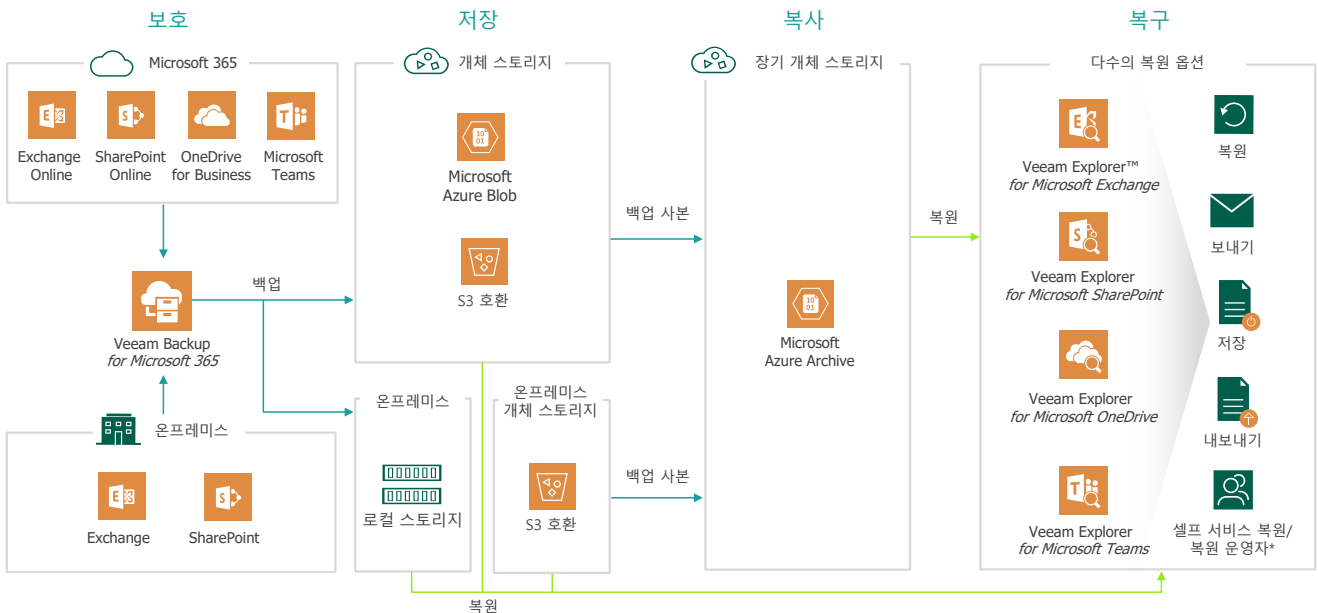 보호
저장
복사
복구
Microsoft 365
Exchange
Online
SharePoint
Online
OneDrive
for Business
Microsoft
Teams
Veeam Backup
for Microsoft 365
온프레미스
Exchange
SharePoint
백업
개체 스토리지
Microsoft
Azure Blob
S3 호환
온프레미스
로컬 스토리지
온프레미스
개체 스토리지
S3 호환
백업 사본
백업 사본
장기 개체 스토리지
Microsoft
Azure Archive
복원
복원
다수의 복원 옵션
Veeam Explorer™
for Microsoft Exchange
Veeam Explorer
for Microsoft SharePoint
Veeam Explorer
for Microsoft OneDrive
Veeam Explorer
for Microsoft Teams
복원
보내기
저장
내보내기
셀프 서비스 복원/
복원 운영자*